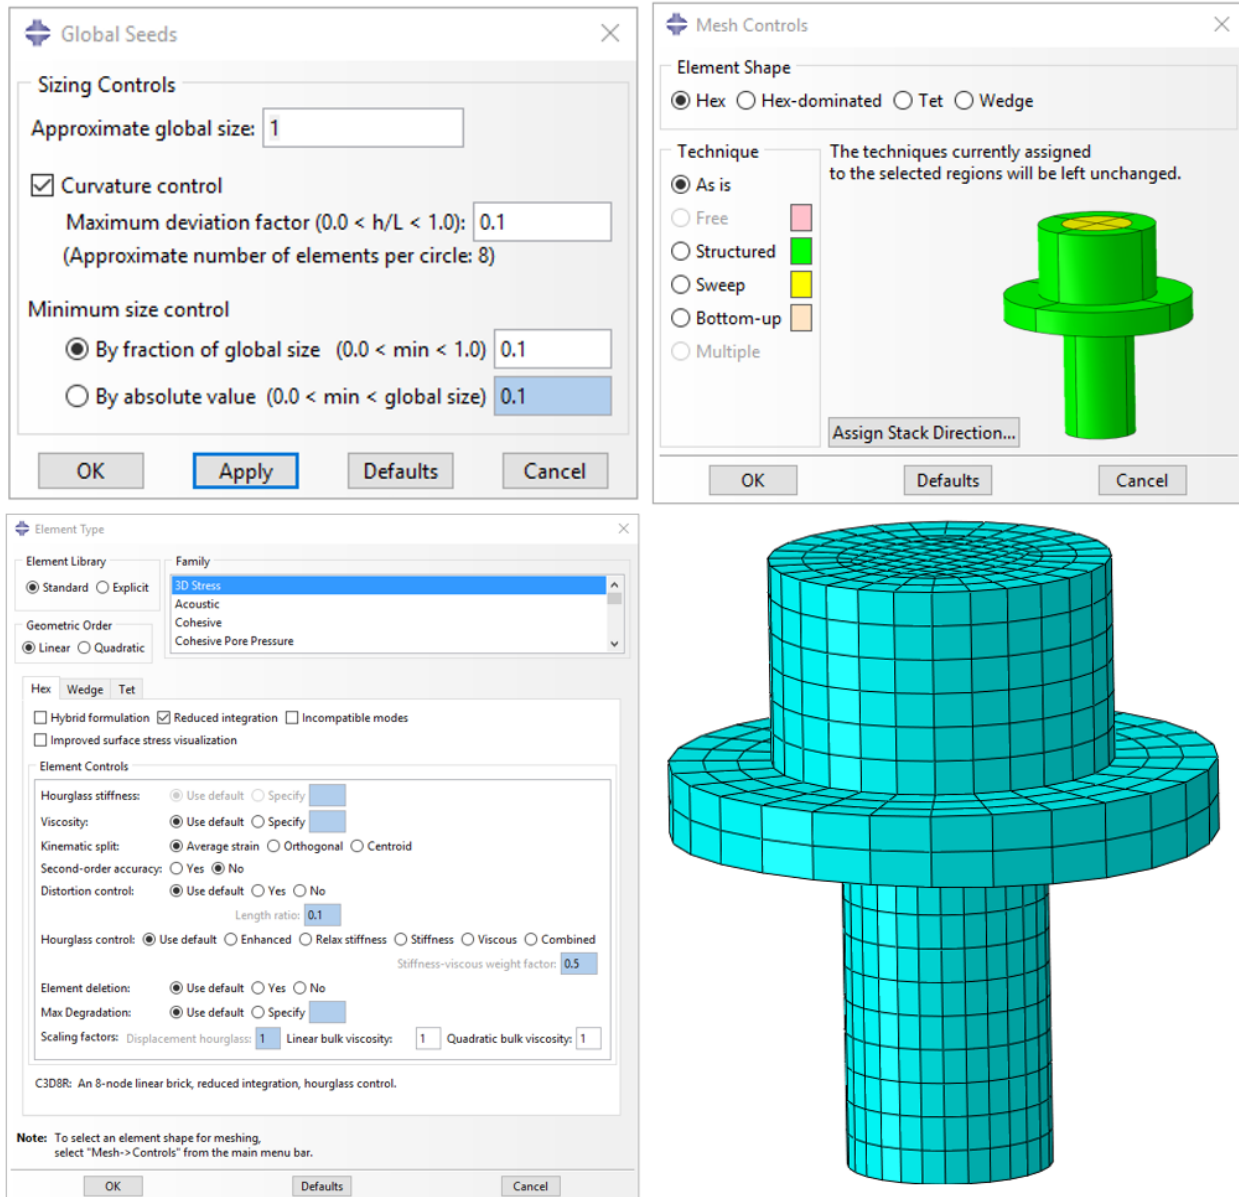 Global Seeds
Sizing Controls
Approximate global size: 1
Curvature control
Maximum deviation factor (0.0 < h/L < 1.0): 0.1
(Approximate number of elements per circle: 8)
Minimum size control
By fraction of global size (0.0 < min < 1.0) 0.1
By absolute value (0.0 < min < global size) 0.1
OK Apply Defaults Cancel
Mesh Controls
Element Shape
Hex Hex-dominated Tet Wedge
Technique
As is
Free
Structured
Sweep
Bottom-up
Multiple
The techniques currently assigned
to the selected regions will be left unchanged.
Assign Stack Direction...
OK Defaults Cancel
Element Type
Element Library
Standard Explicit
Geometric Order
Linear Quadratic
Family
3D Stress
Acoustic
Cohesive
Cohesive Pore Pressure
Hex Wedge Tet
Hybrid formulation Reduced integration Incompatible modes
Improved surface stress visualization
Element Controls
Hourglass stiffness: Use default Specify
Viscosity: Use default Specify
Kinematic split: Average strain Orthogonal Centroid
Second-order accuracy: Yes No
Distortion control: Use default Yes No
Length ratio: 0.1
Hourglass control: Use default Enhanced Relax stiffness Stiffness Viscous Combined
Stiffness-viscous weight factor: 0.5
Element deletion: Use default Yes No
Max Degradation: Use default Specify
Scaling factors: Displacement hourglass: 1 Linear bulk viscosity: 1 Quadratic bulk viscosity: 1
C3D8R: An 8-node linear brick, reduced integration, hourglass control.
Note: To select an element shape for meshing,
select "Mesh->Controls" from the main menu bar.
OK Defaults Cancel